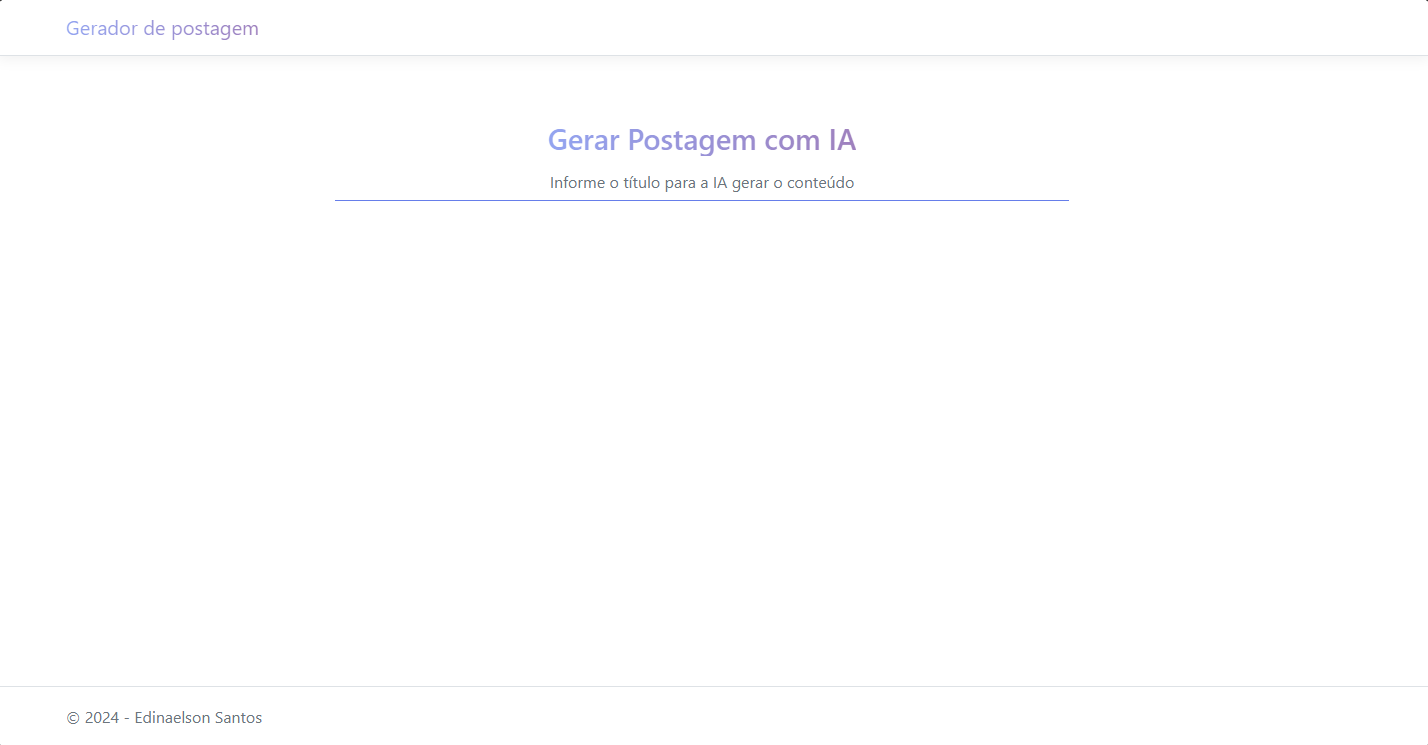 Gerador de postagem
Gerar Postagem com IA
Informe o título para a IA gerar o conteúdo
© 2024 - Edinaelson Santos